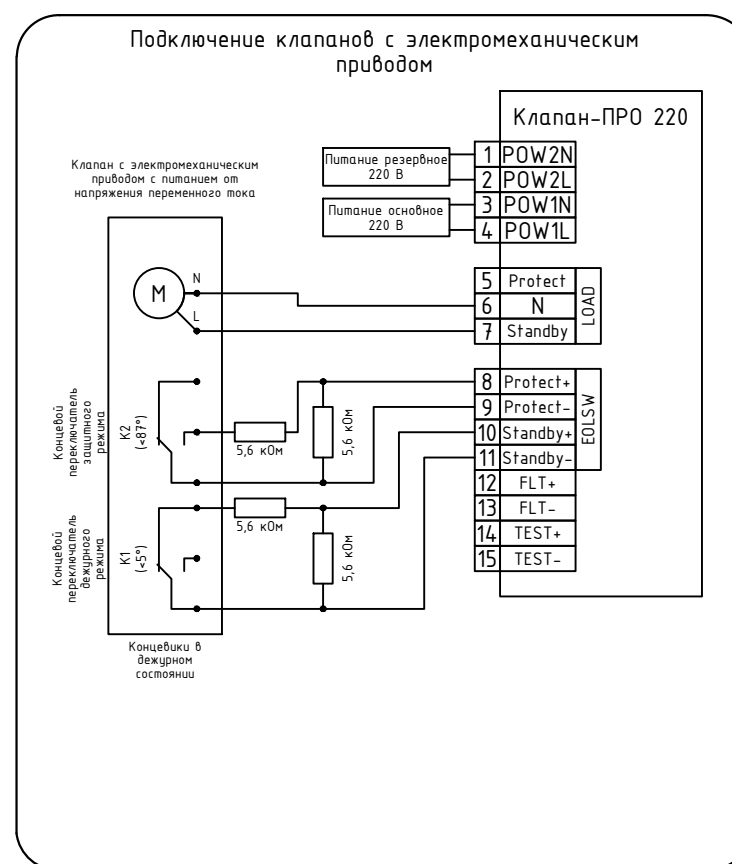 Подключение клапанов с электромеханическим
приводом
Клапан-ПРО 220
Клапан с электромеханическим
приводом с питанием от
напряжения переменного тока
Питание резервное
220 В
Питание основное
220 В
1 POW2N
2 POW2L
3 POW1N
4 POW1L
M
N
L
5 Protect
6 N
7 Standby
LOAD
8 Protect+
9 Protect-
10 Standby+
11 Standby-
EOLSW
12 FLT+
13 FLT-
14 TEST+
15 TEST-
Концевой
переключатель
защитного
режима
K2
(<87°)
5,6 кОм
5,6 кОм
Концевой
переключатель
дежурного
режима
K1
(<5°)
5,6 кОм
5,6 кОм
Концевики в
дежурном
состоянии